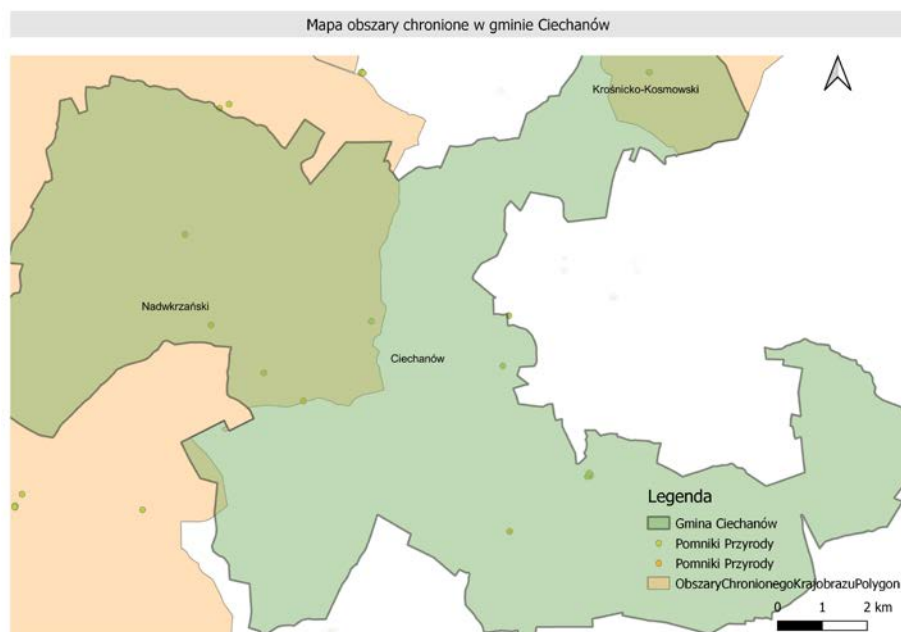 Mapa obszary chronione w gminie Ciechanów
Krośnicko-Kosmowski
Nadwkrzański
Ciechanów
Legenda
Gmina Ciechanów
Pomniki Przyrody
Pomniki Przyrody
ObszaryChronionegoKrajobrazuPolygon
0 1 2 km